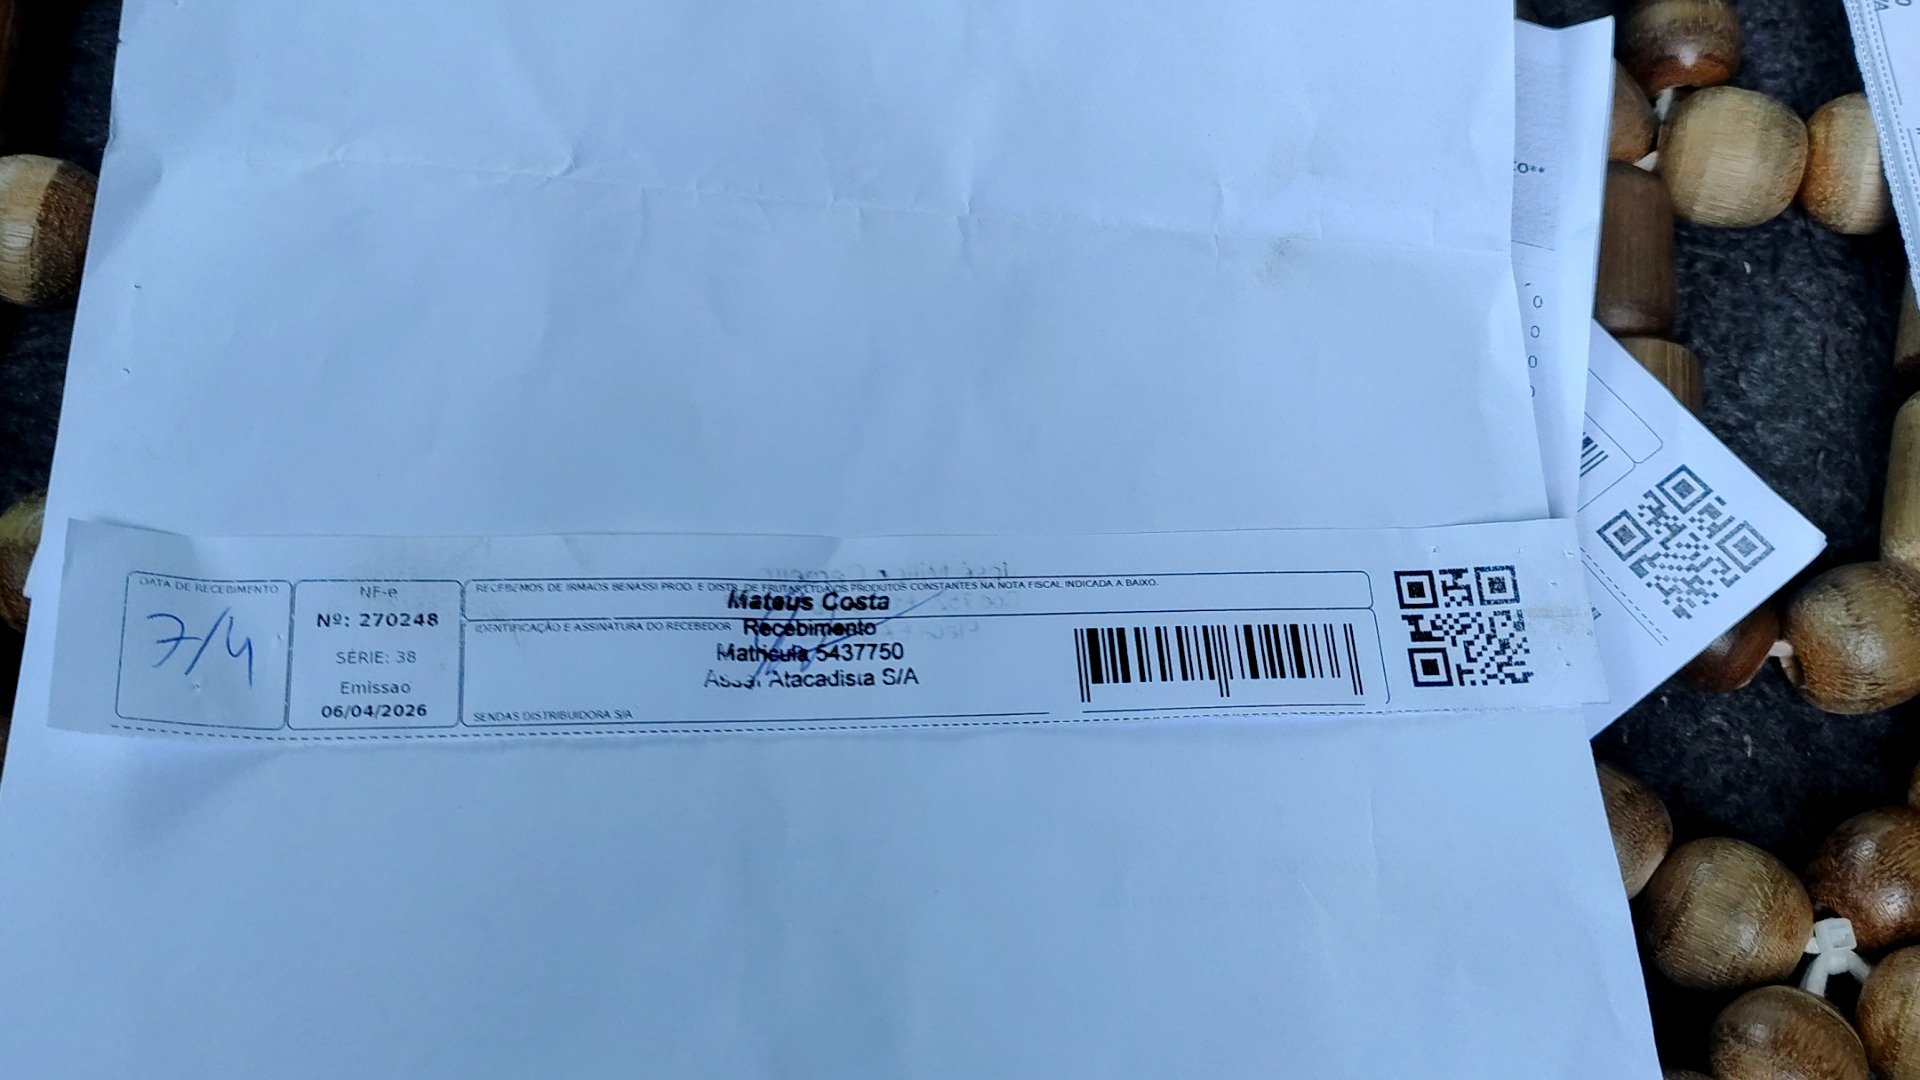 DATA DE RECEBIMENTO
7/4
NF-e
Nº: 270248
SÉRIE: 38
Emissao
06/04/2026
RECEBEMOS DE IRMAOS BENASSI PROD. E DISTR. DE FRUTAS LTDA OS PRODUTOS CONSTANTES NA NOTA FISCAL INDICADA A BAIXO.
IDENTIFICAÇÃO E ASSINATURA DO RECEBEDOR
Mateus Costa
Recebimento
Matricula 5437750
Assaí Atacadista S/A
SENDAS DISTRIBUIDORA S/A